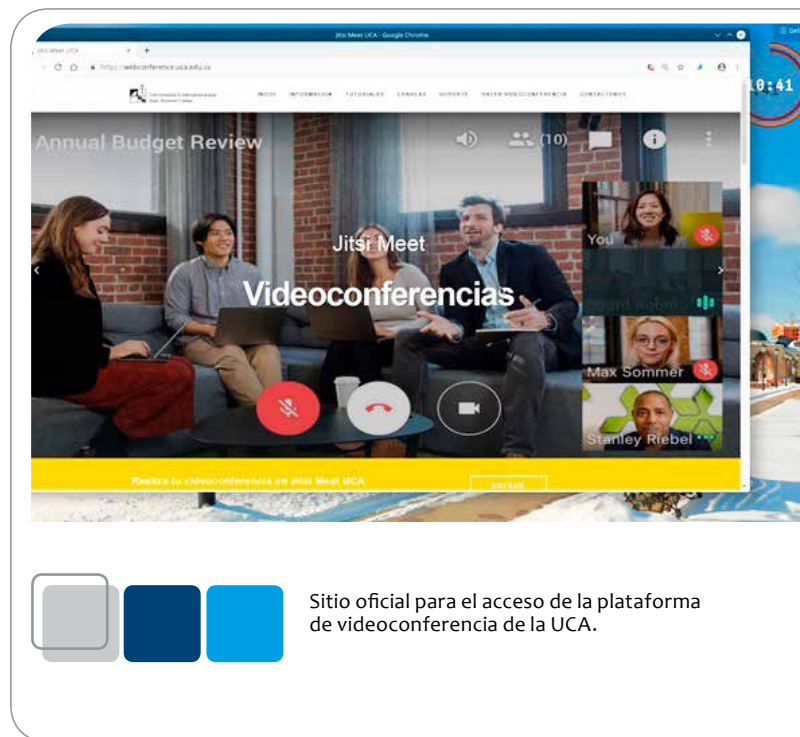 Jitsi Meet UCA - Google Chrome
Jitsi Meet UCA
https://webconference.uca.edu.sv
INICIO INFORMACION TUTORIALES CHARLAS SOPORTE HACER VIDEOCONFERENCIA CONTACTENOS
10:41
Annual Budget Review
(10)
You
Jitsi Meet
Videoconferencias
Max Sommer
Stanley Riebel
Realiza tu videoconferencia en Jitsi Meet UCA
ENTRAR
Sitio oficial para el acceso de la plataforma
de videoconferencia de la UCA.